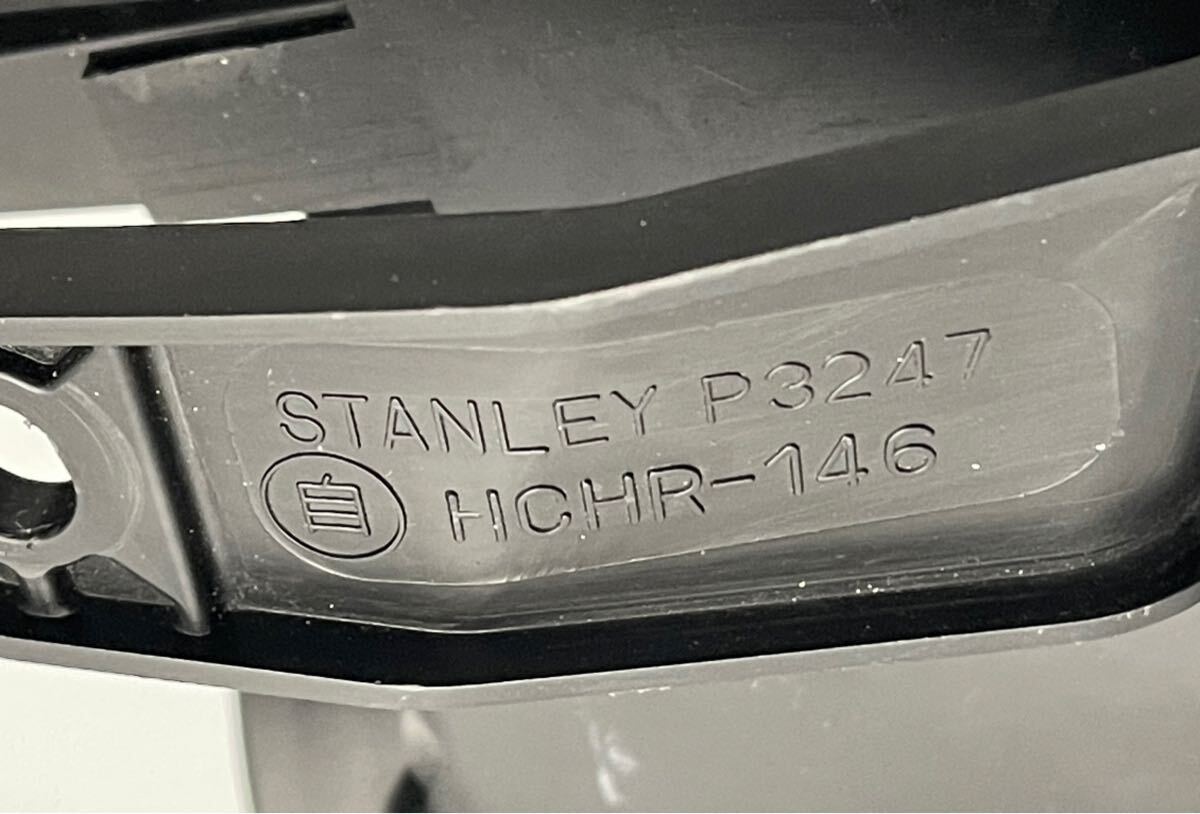 STANLEY P3247
自 HCHR-146